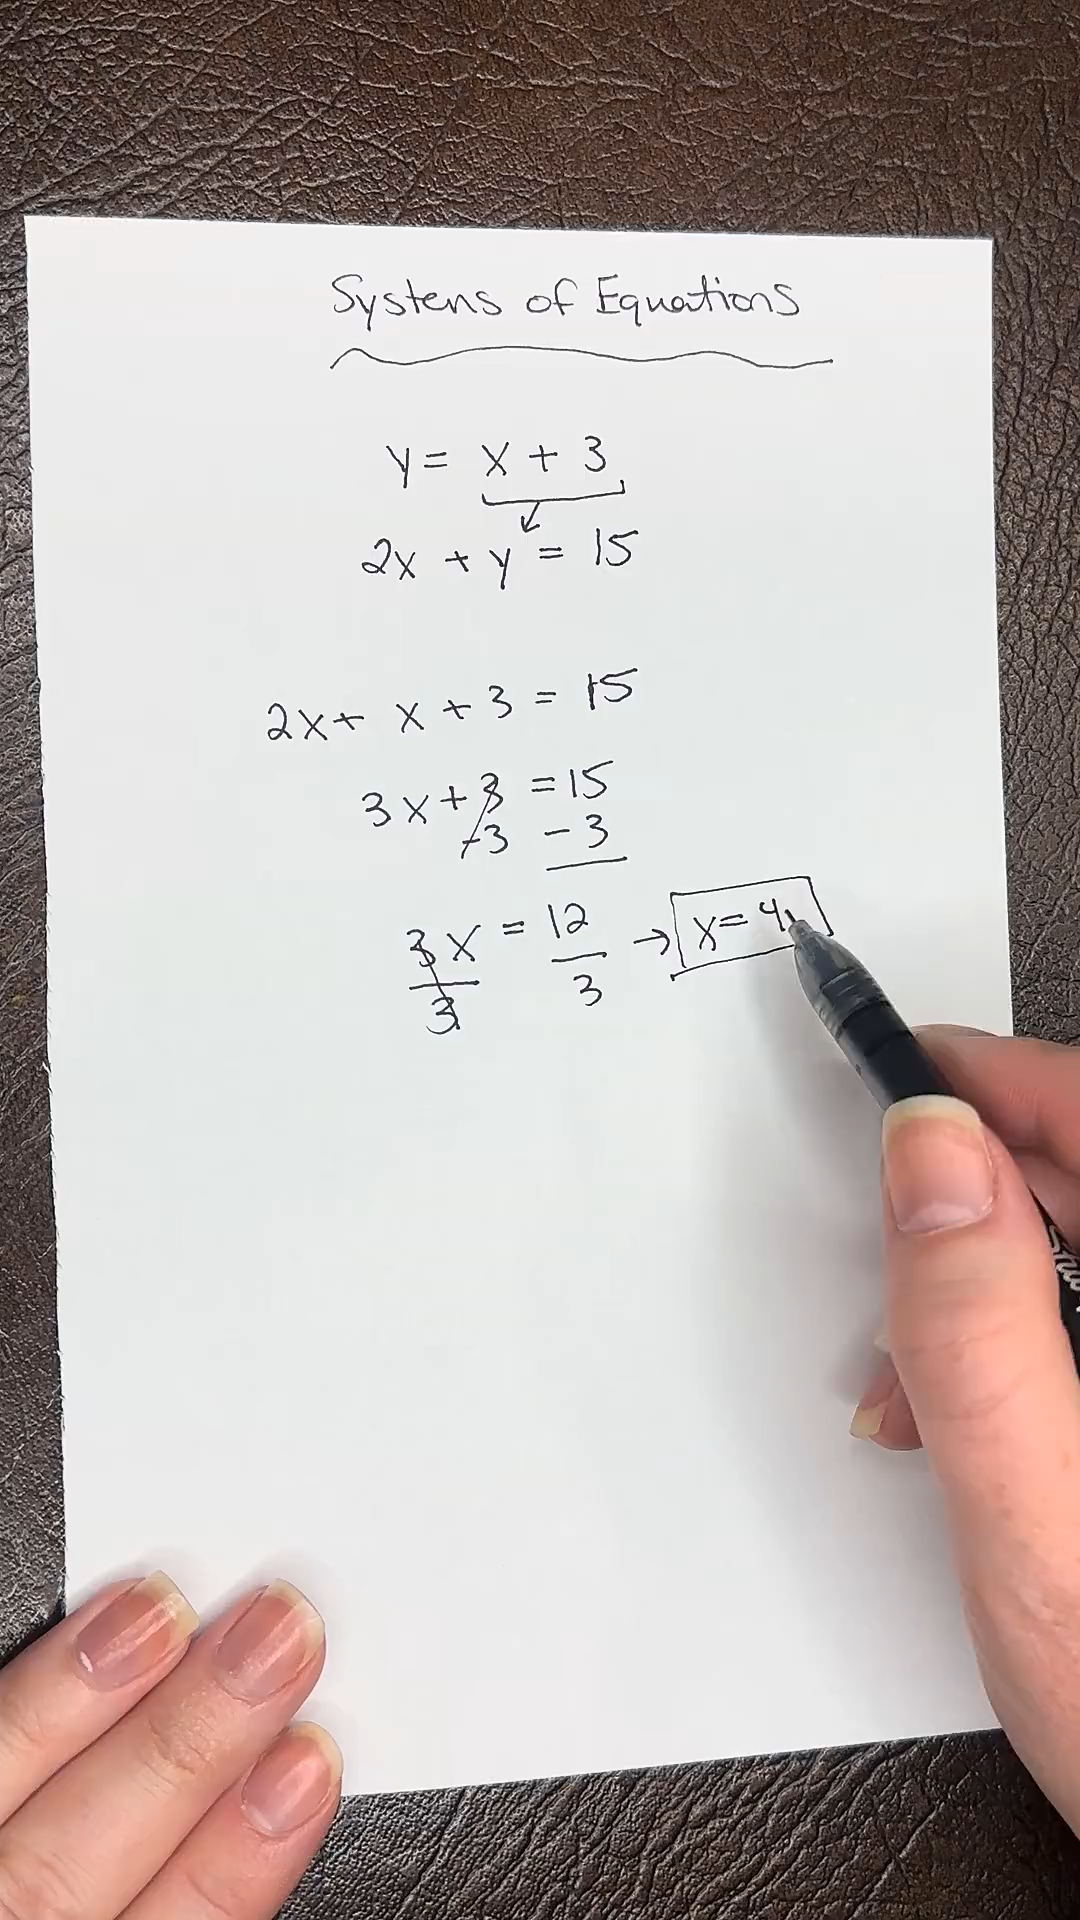 Systems of Equations
y = x + 3
2x + y = 15
2x + x + 3 = 15
3x + 3 = 15
-3 - 3
3x = 12 → x = 4
3 3